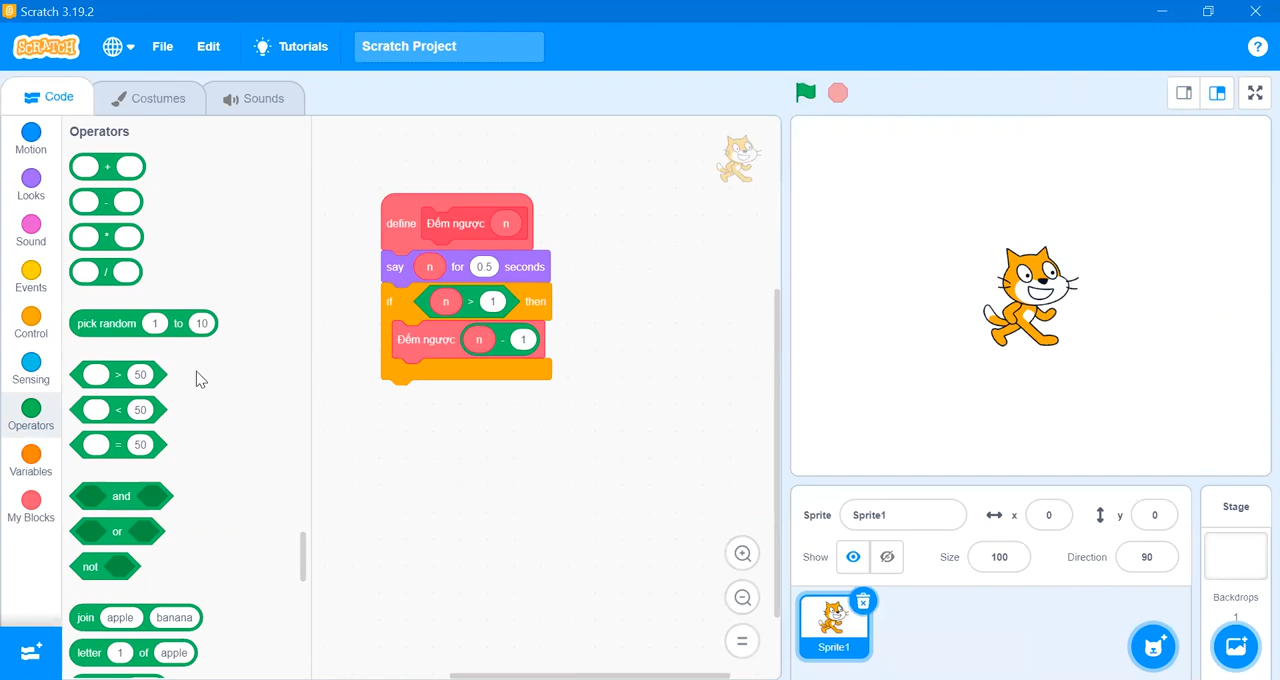 Scratch 3.19.2
SCRATCH
File
Edit
Tutorials
Scratch Project
?
Code
Costumes
Sounds
Motion
Looks
Sound
Events
Control
Sensing
Operators
Variables
My Blocks
Operators
+
-
*
/
pick random 1 to 10
> 50
< 50
= 50
and
or
not
join apple banana
letter 1 of apple
define Đếm ngược n
say n for 0.5 seconds
if n > 1 then
Đếm ngược n - 1
Sprite Sprite1 x 0 y 0
Show Size 100 Direction 90
Sprite1
Stage
Backdrops
1